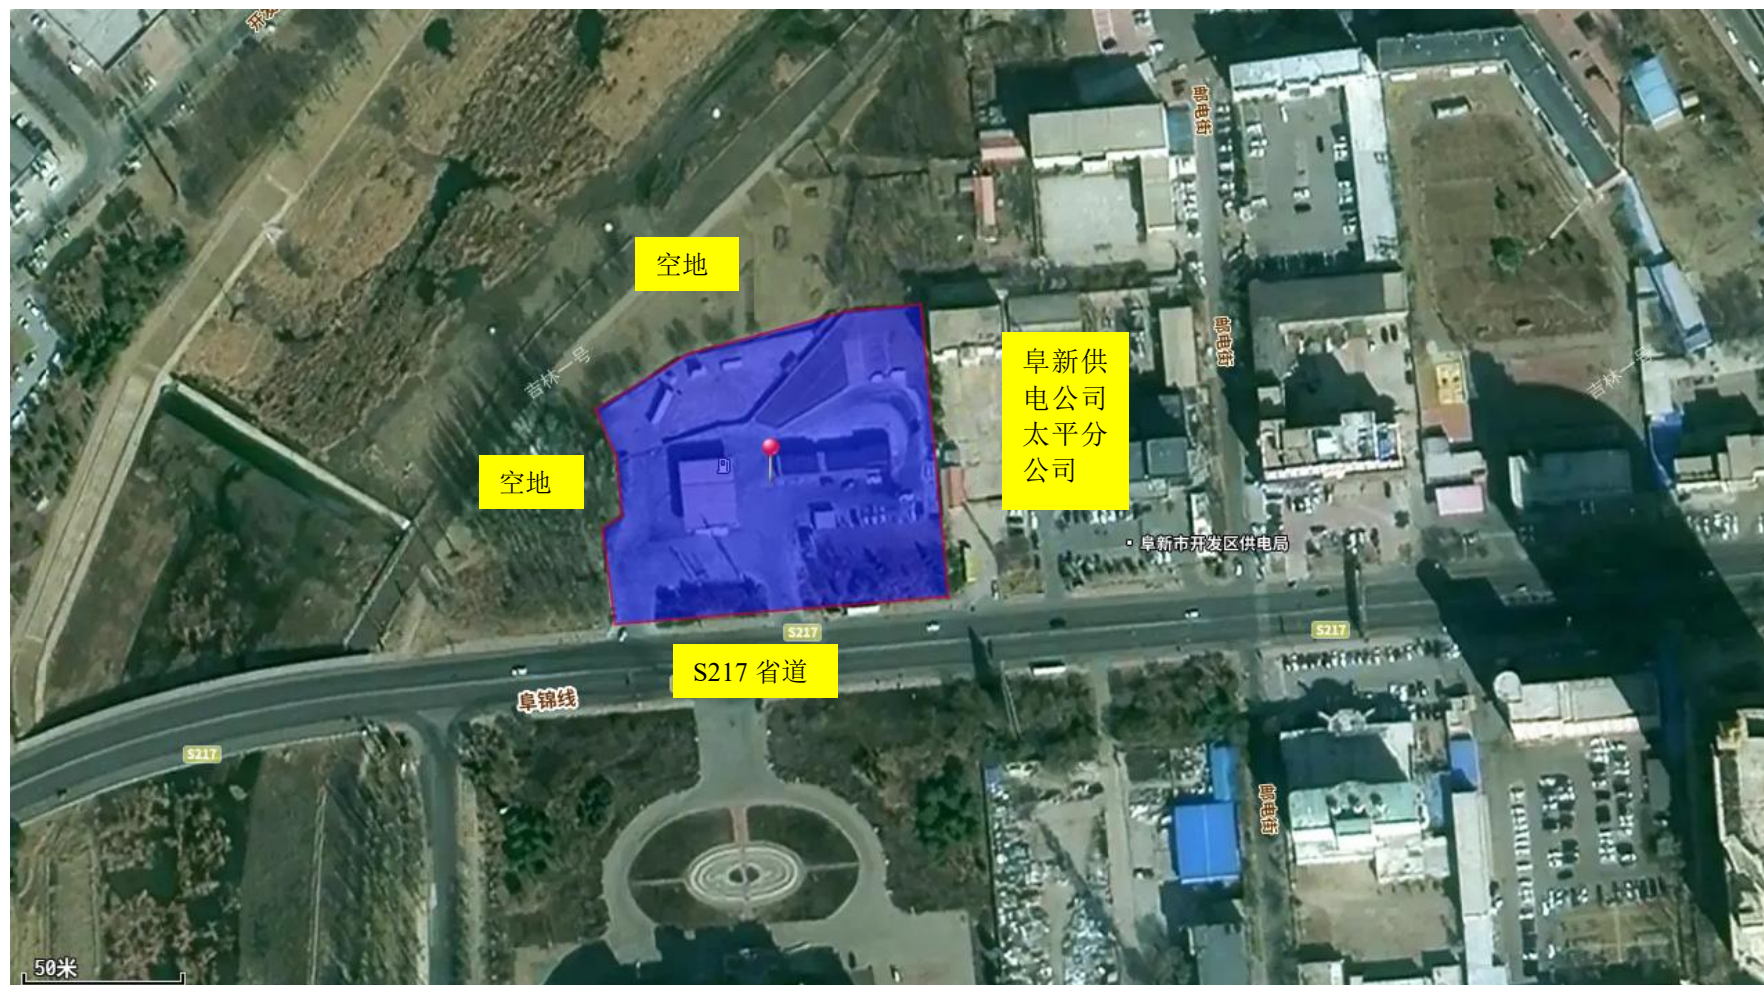 开发
邮电街
空地
吉林一号
邮电街
阜新供
电公司
太平分
公司
吉林一号
空地
阜新市开发区供电局
S217
S217
S217 省道
阜锦线
S217
邮电街
50米